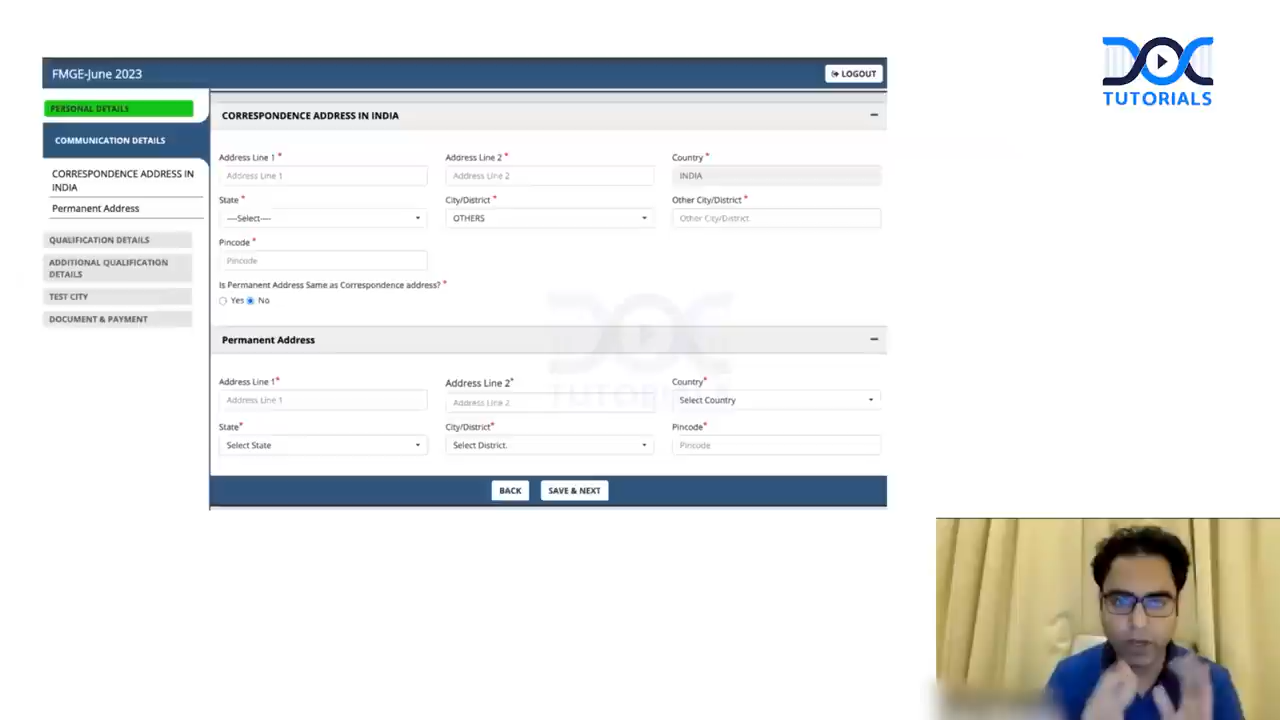 TUTORIALS
FMGE-June 2023
LOGOUT
PERSONAL DETAILS
COMMUNICATION DETAILS
CORRESPONDENCE ADDRESS IN
INDIA
Permanent Address
QUALIFICATION DETAILS
ADDITIONAL QUALIFICATION
DETAILS
TEST CITY
DOCUMENT & PAYMENT
CORRESPONDENCE ADDRESS IN INDIA
Address Line 1 * Address Line 2 * Country *
Address Line 1 Address Line 2 INDIA
State * City/District * Other City/District *
---Select---- OTHERS Other City/District
Pincode *
Pincode
Is Permanent Address Same as Correspondence address? *
Yes No
Permanent Address
Address Line 1* Address Line 2* Country*
Address Line 1 Address Line 2 Select Country
State* City/District* Pincode*
Select State Select District. Pincode
BACK SAVE & NEXT
DOC
TUTORIALS